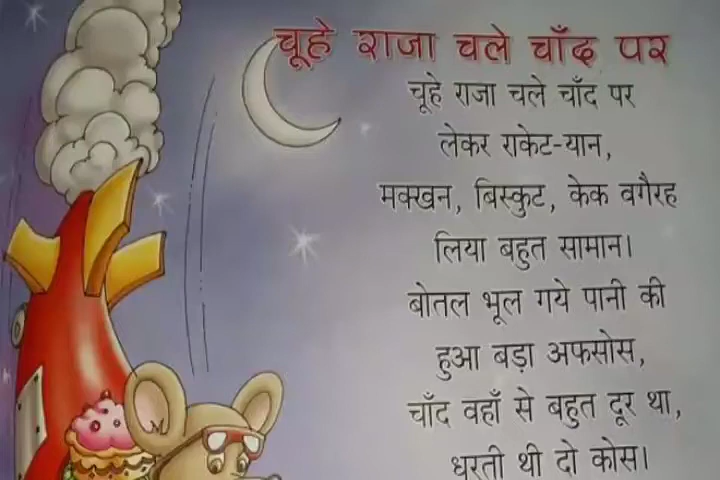 चूहे राजा चले चाँद पर
चूहे राजा चले चाँद पर
लेकर राकेट-यान,
मक्खन, बिस्कुट, केक वगैरह
लिया बहुत सामान।
बोतल भूल गये पानी की
हुआ बड़ा अफसोस,
चाँद वहाँ से बहुत दूर था,
धरती थी दो कोस।